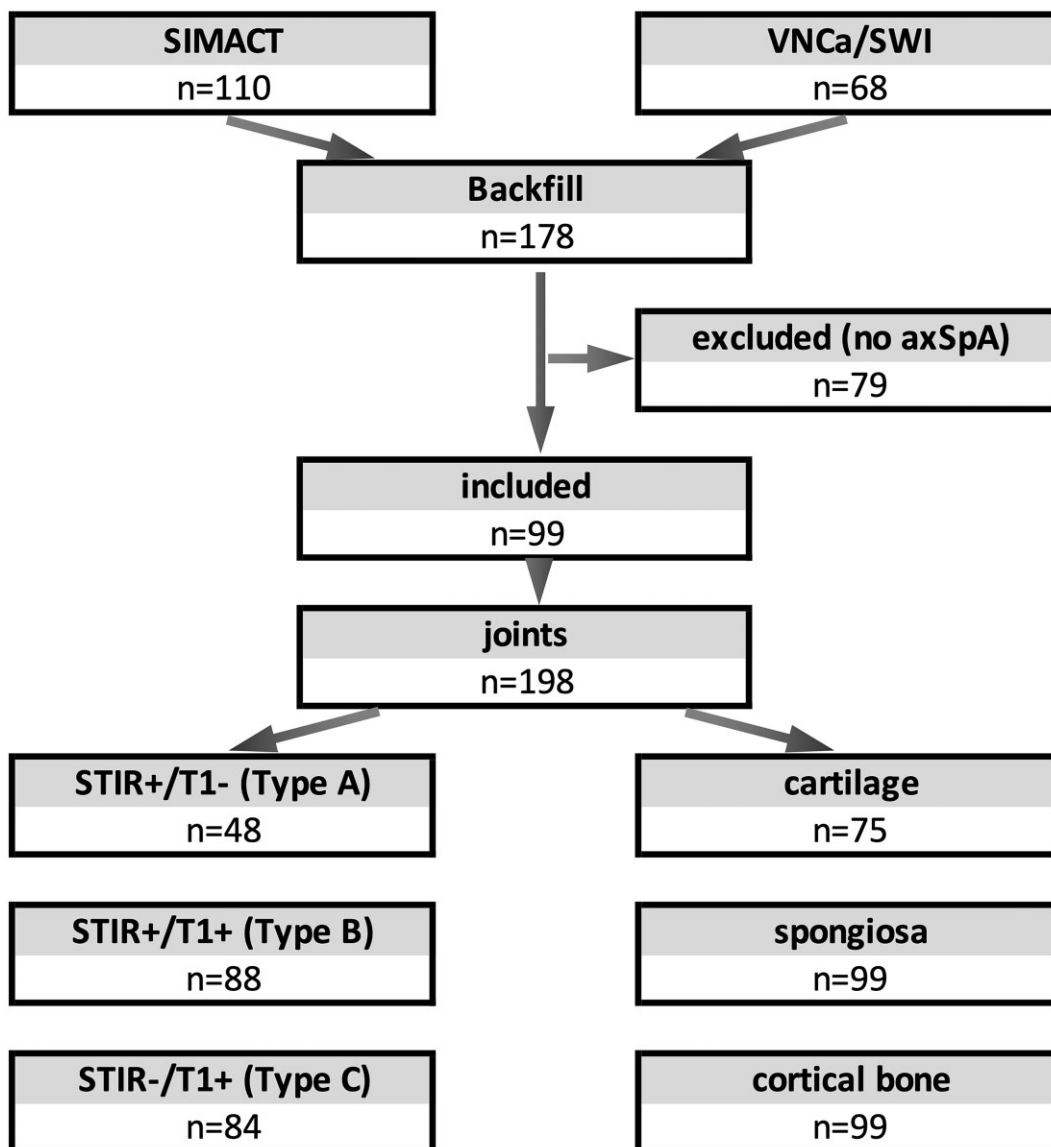 SIMACT
n=110
VNCa/SWI
n=68
Backfill
n=178
excluded (no axSpA)
n=79
included
n=99
joints
n=198
STIR+/T1- (Type A)
n=48
cartilage
n=75
STIR+/T1+ (Type B)
n=88
spongiosa
n=99
STIR-/T1+ (Type C)
n=84
cortical bone
n=99